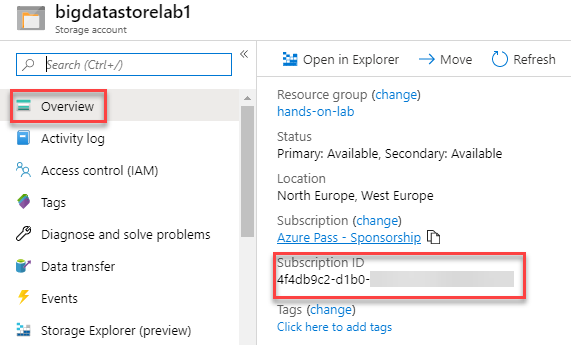 bigdatastorelab1
Storage account
Search (Ctrl+/)
«
Overview
Activity log
Access control (IAM)
Tags
Diagnose and solve problems
Data transfer
Events
Storage Explorer (preview)
Open in Explorer → Move Refresh
Resource group (change)
hands-on-lab
Status
Primary: Available, Secondary: Available
Location
North Europe, West Europe
Subscription (change)
Azure Pass - Sponsorship
Subscription ID
4f4db9c2-d1b0-
Tags (change)
Click here to add tags